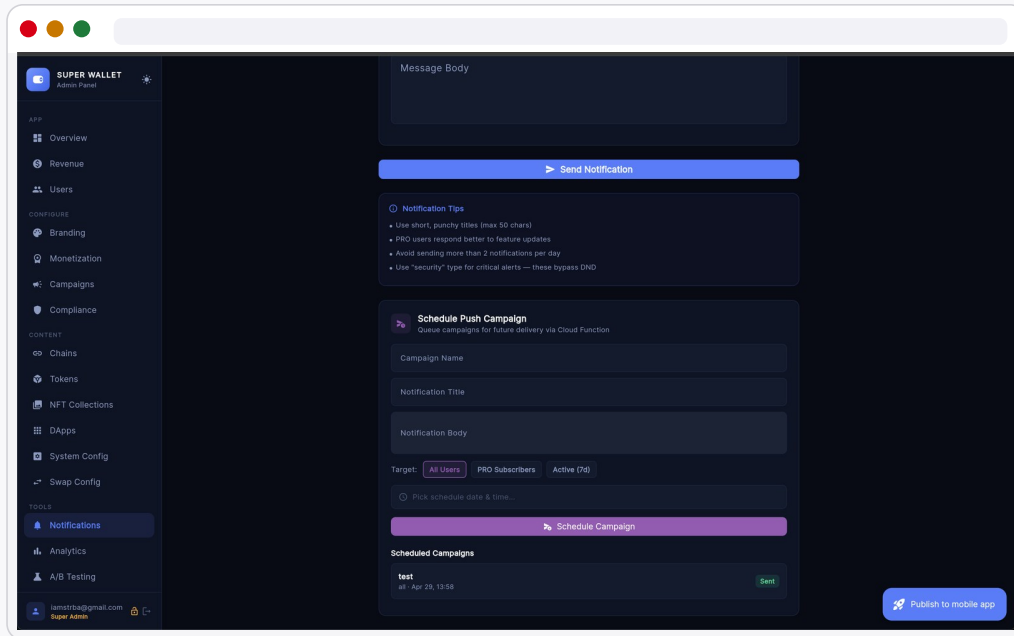 SUPER WALLET
Admin Panel
APP
Overview
Revenue
Users
CONFIGURE
Branding
Monetization
Campaigns
Compliance
CONTENT
Chains
Tokens
NFT Collections
DApps
System Config
Swap Config
TOOLS
Notifications
Analytics
A/B Testing
iamstrba@gmail.com
Super Admin
Message Body
Send Notification
Notification Tips
• Use short, punchy titles (max 50 chars)
• PRO users respond better to feature updates
• Avoid sending more than 2 notifications per day
• Use "security" type for critical alerts — these bypass DND
Schedule Push Campaign
Queue campaigns for future delivery via Cloud Function
Campaign Name
Notification Title
Notification Body
Target: All Users PRO Subscribers Active (7d)
Pick schedule date & time...
Schedule Campaign
Scheduled Campaigns
test
all · Apr 29, 13:58
Sent
Publish to mobile app